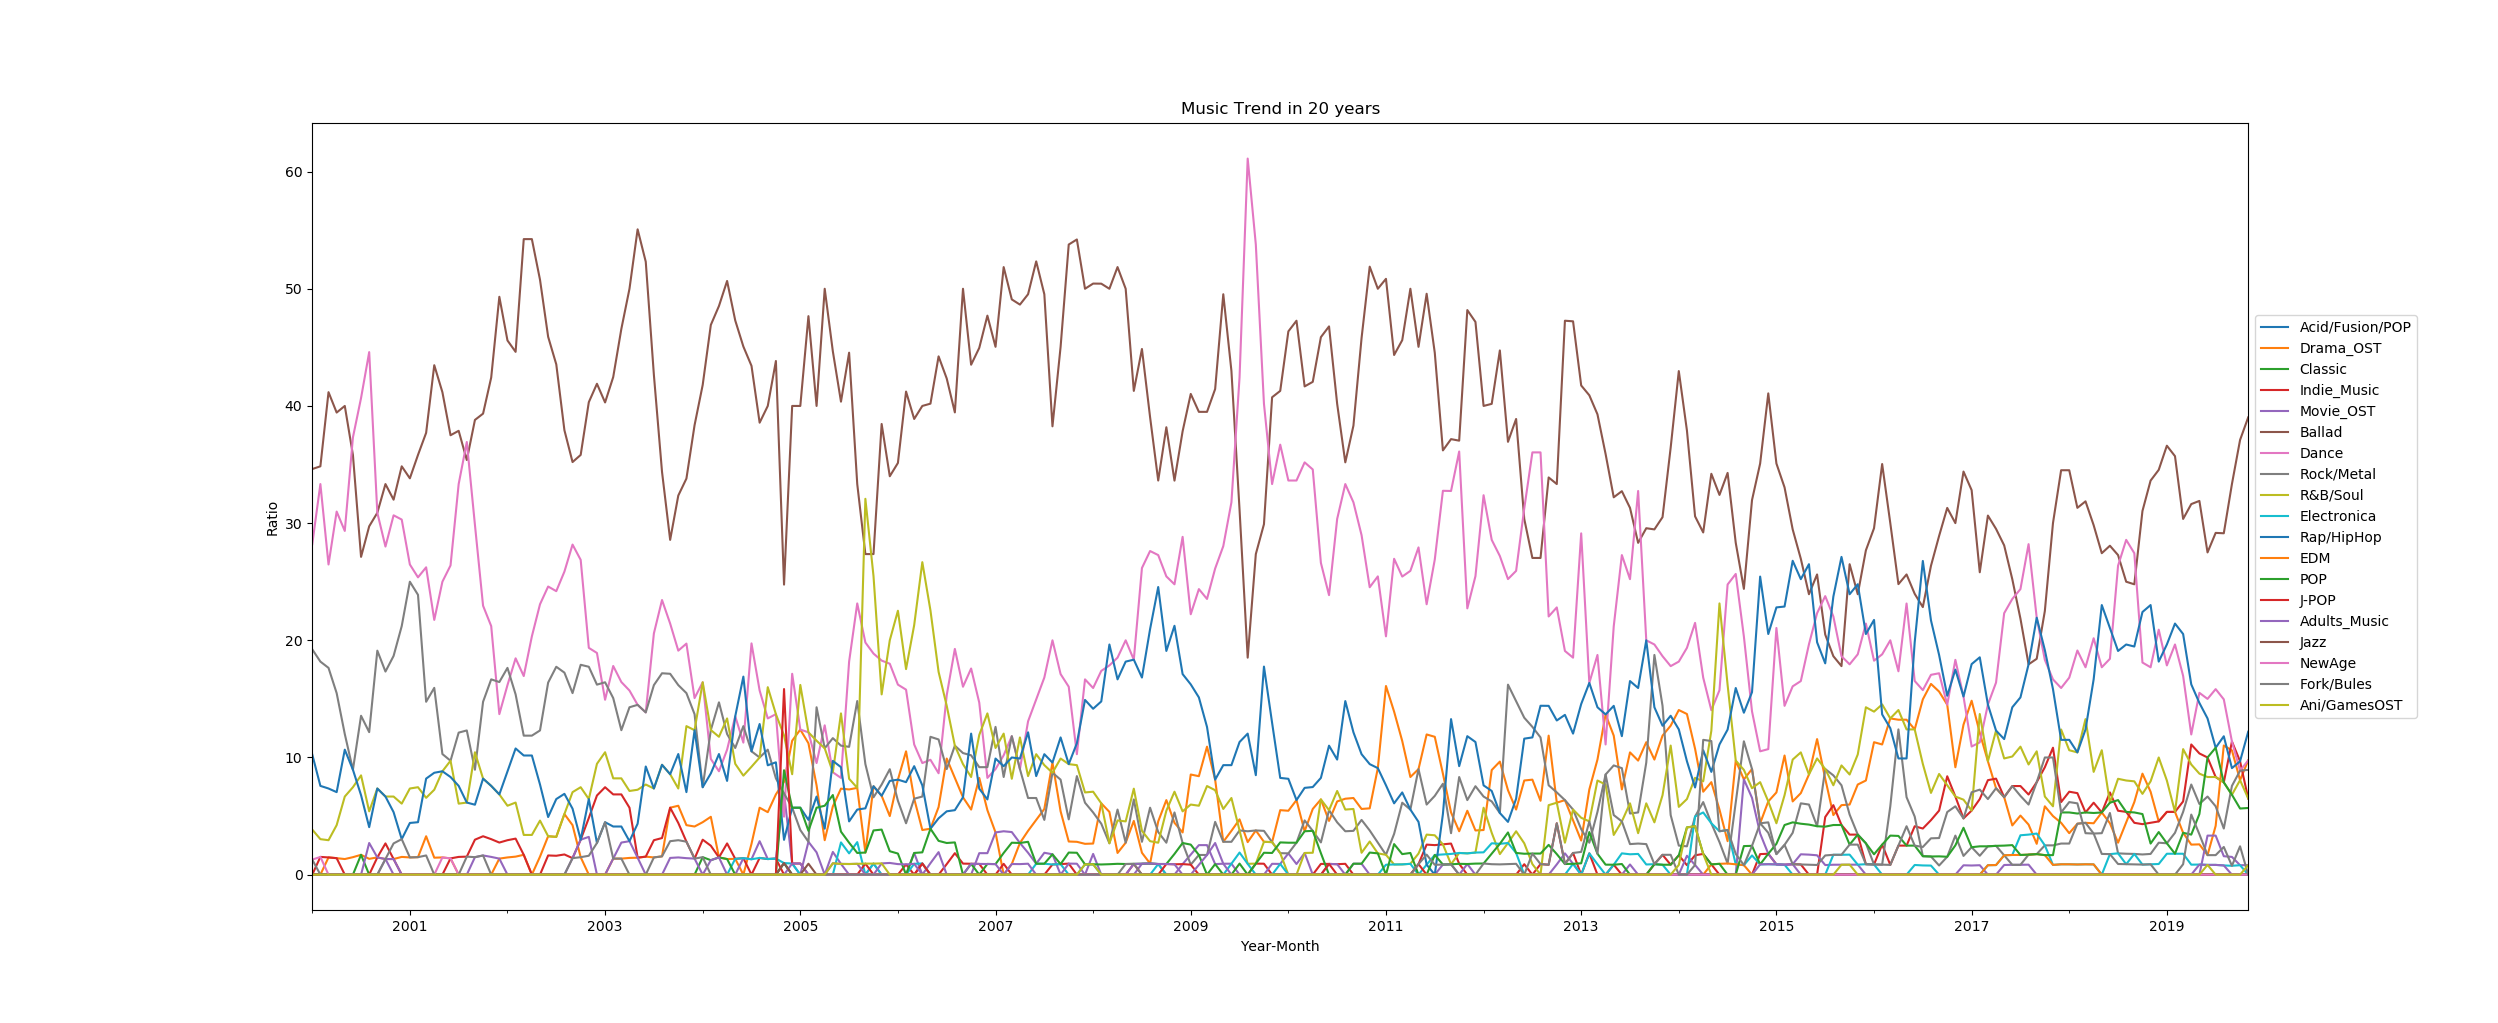 Music Trend in 20 years
60
50
40
30
20
10
0
Ratio
2001
2003
2005
2007
2009
2011
2013
2015
2017
2019
Year-Month
Acid/Fusion/POP
Drama_OST
Classic
Indie_Music
Movie_OST
Ballad
Dance
Rock/Metal
R&B/Soul
Electronica
Rap/HipHop
EDM
POP
J-POP
Adults_Music
Jazz
NewAge
Fork/Bules
Ani/GamesOST